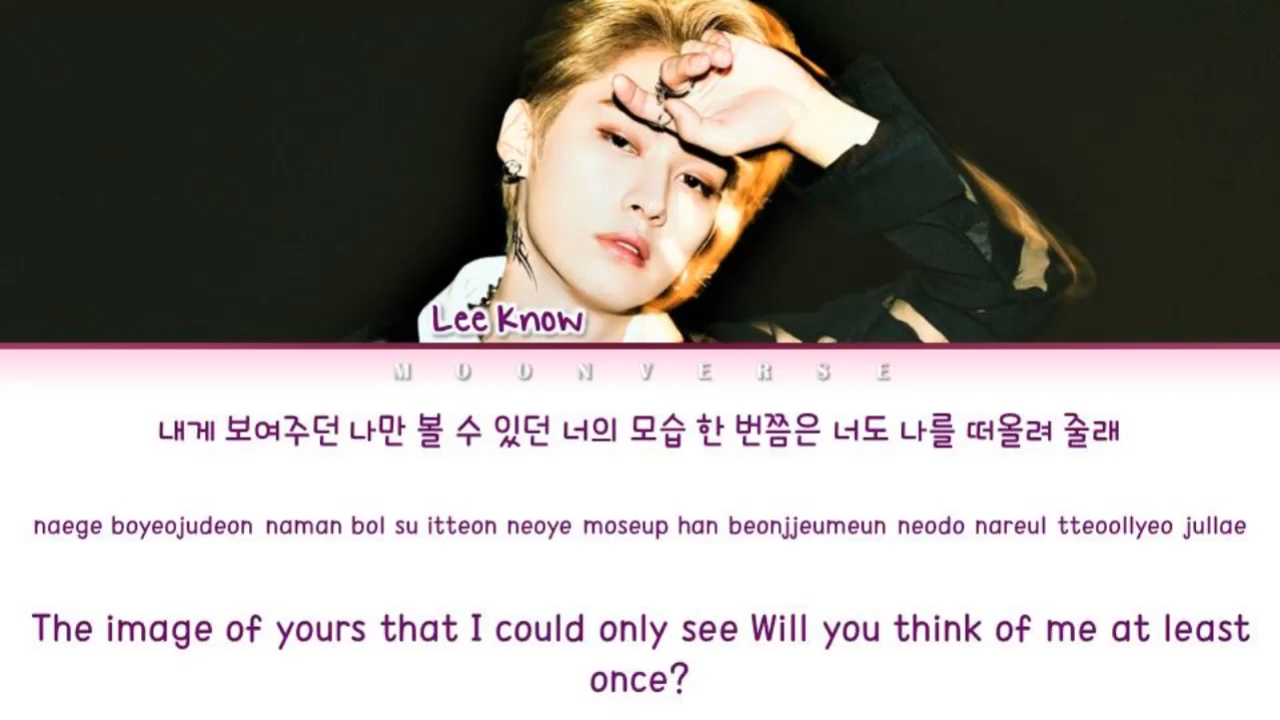 Lee Know
MOONVERSE
내게 보여주던 나만 볼 수 있던 너의 모습 한 번쯤은 너도 나를 떠올려 줄래
naege boyeojudeon naman bol su itteon neoye moseup han beonjjeumeun neodo nareul tteoollyeo jullae
The image of yours that I could only see Will you think of me at least
once?